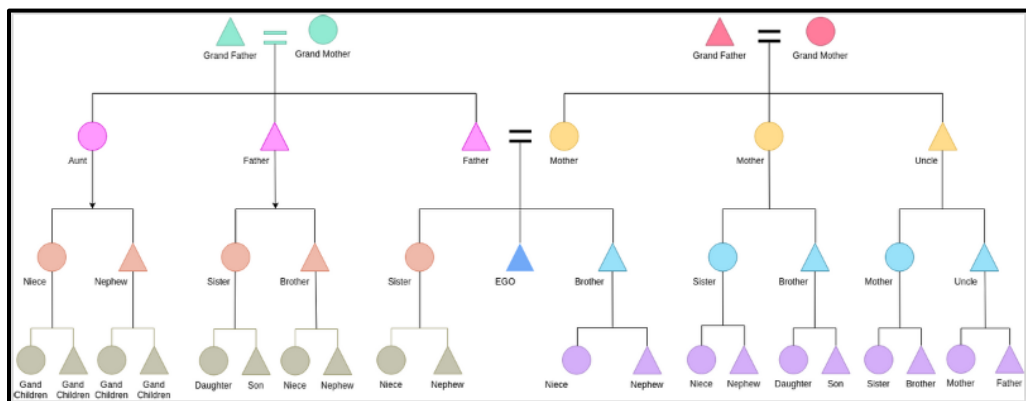 Grand Father
Grand Mother
Grand Father
Grand Mother
Aunt
Father
Father
Mother
Mother
Uncle
Niece
Nephew
Sister
Brother
Sister
EGO
Brother
Sister
Brother
Mother
Uncle
Gand
Children
Gand
Children
Gand
Children
Gand
Children
Daughter
Son
Niece
Nephew
Niece
Nephew
Niece
Nephew
Niece
Nephew
Daughter
Son
Sister
Brother
Mother
Father